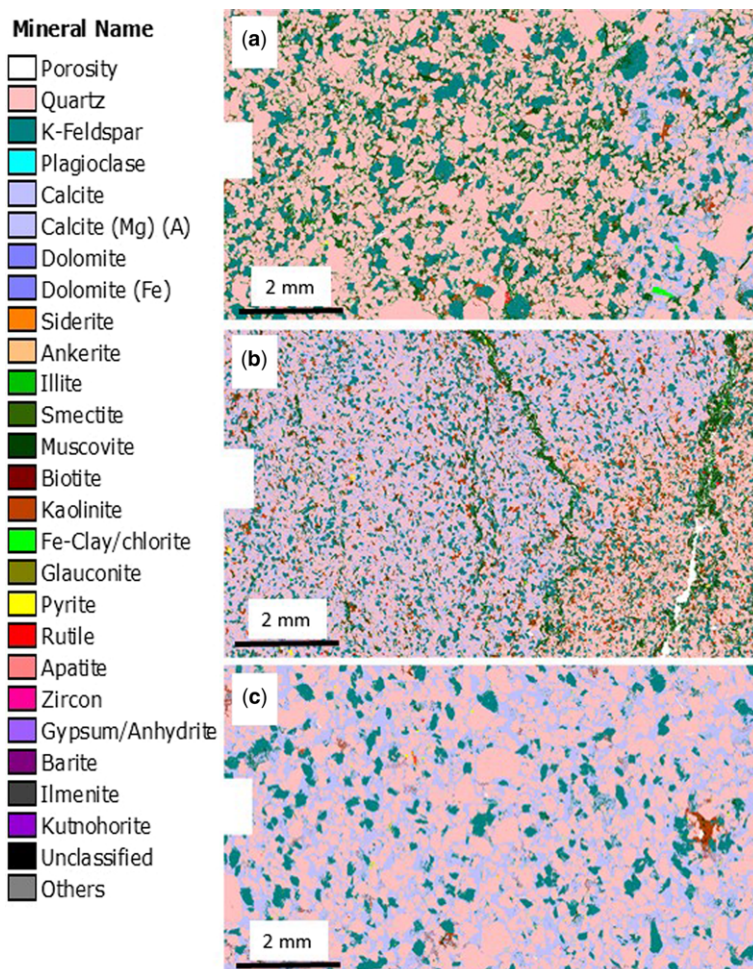 Mineral Name
Porosity
Quartz
K-Feldspar
Plagioclase
Calcite
Calcite (Mg) (A)
Dolomite
Dolomite (Fe)
Siderite
Ankerite
Illite
Smectite
Muscovite
Biotite
Kaolinite
Fe-Clay/chlorite
Glauconite
Pyrite
Rutile
Apatite
Zircon
Gypsum/Anhydrite
Barite
Ilmenite
Kutnohorite
Unclassified
Others
(a)
2 mm
(b)
2 mm
(c)
2 mm